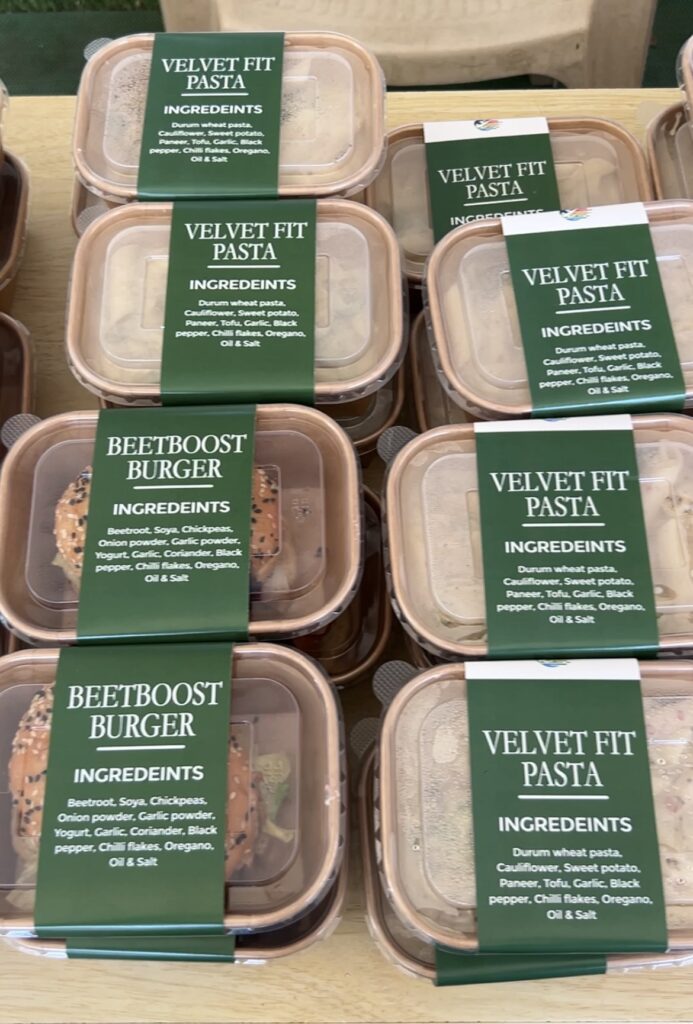 VELVET FIT
PASTA
INGREDEINTS
Durum wheat pasta,
Cauliflower, Sweet potato,
Paneer, Tofu, Garlic, Black
pepper, Chilli flakes, Oregano,
Oil & Salt
VELVET FIT
PASTA
INGREDEINTS
VELVET FIT
PASTA
INGREDEINTS
Durum wheat pasta,
Cauliflower, Sweet potato,
Paneer, Tofu, Garlic, Black
pepper, Chilli flakes, Oregano,
Oil & Salt
VELVET FIT
PASTA
INGREDEINTS
Durum wheat pasta,
Cauliflower, Sweet potato,
Paneer, Tofu, Garlic, Black
pepper, Chilli flakes, Oregano,
Oil & Salt
BEETBOOST
BURGER
INGREDEINTS
Beetroot, Soya, Chickpeas,
Onion powder, Garlic powder,
Yogurt, Garlic, Coriander, Black
pepper, Chilli flakes, Oregano,
Oil & Salt
VELVET FIT
PASTA
INGREDEINTS
Durum wheat pasta,
Cauliflower, Sweet potato,
Paneer, Tofu, Garlic, Black
pepper, Chilli flakes, Oregano,
Oil & Salt
BEETBOOST
BURGER
INGREDEINTS
Beetroot, Soya, Chickpeas,
Onion powder, Garlic powder,
Yogurt, Garlic, Coriander, Black
pepper, Chilli flakes, Oregano,
Oil & Salt
VELVET FIT
PASTA
INGREDEINTS
Durum wheat pasta,
Cauliflower, Sweet potato,
Paneer, Tofu, Garlic, Black
pepper, Chilli flakes, Oregano,
Oil & Salt